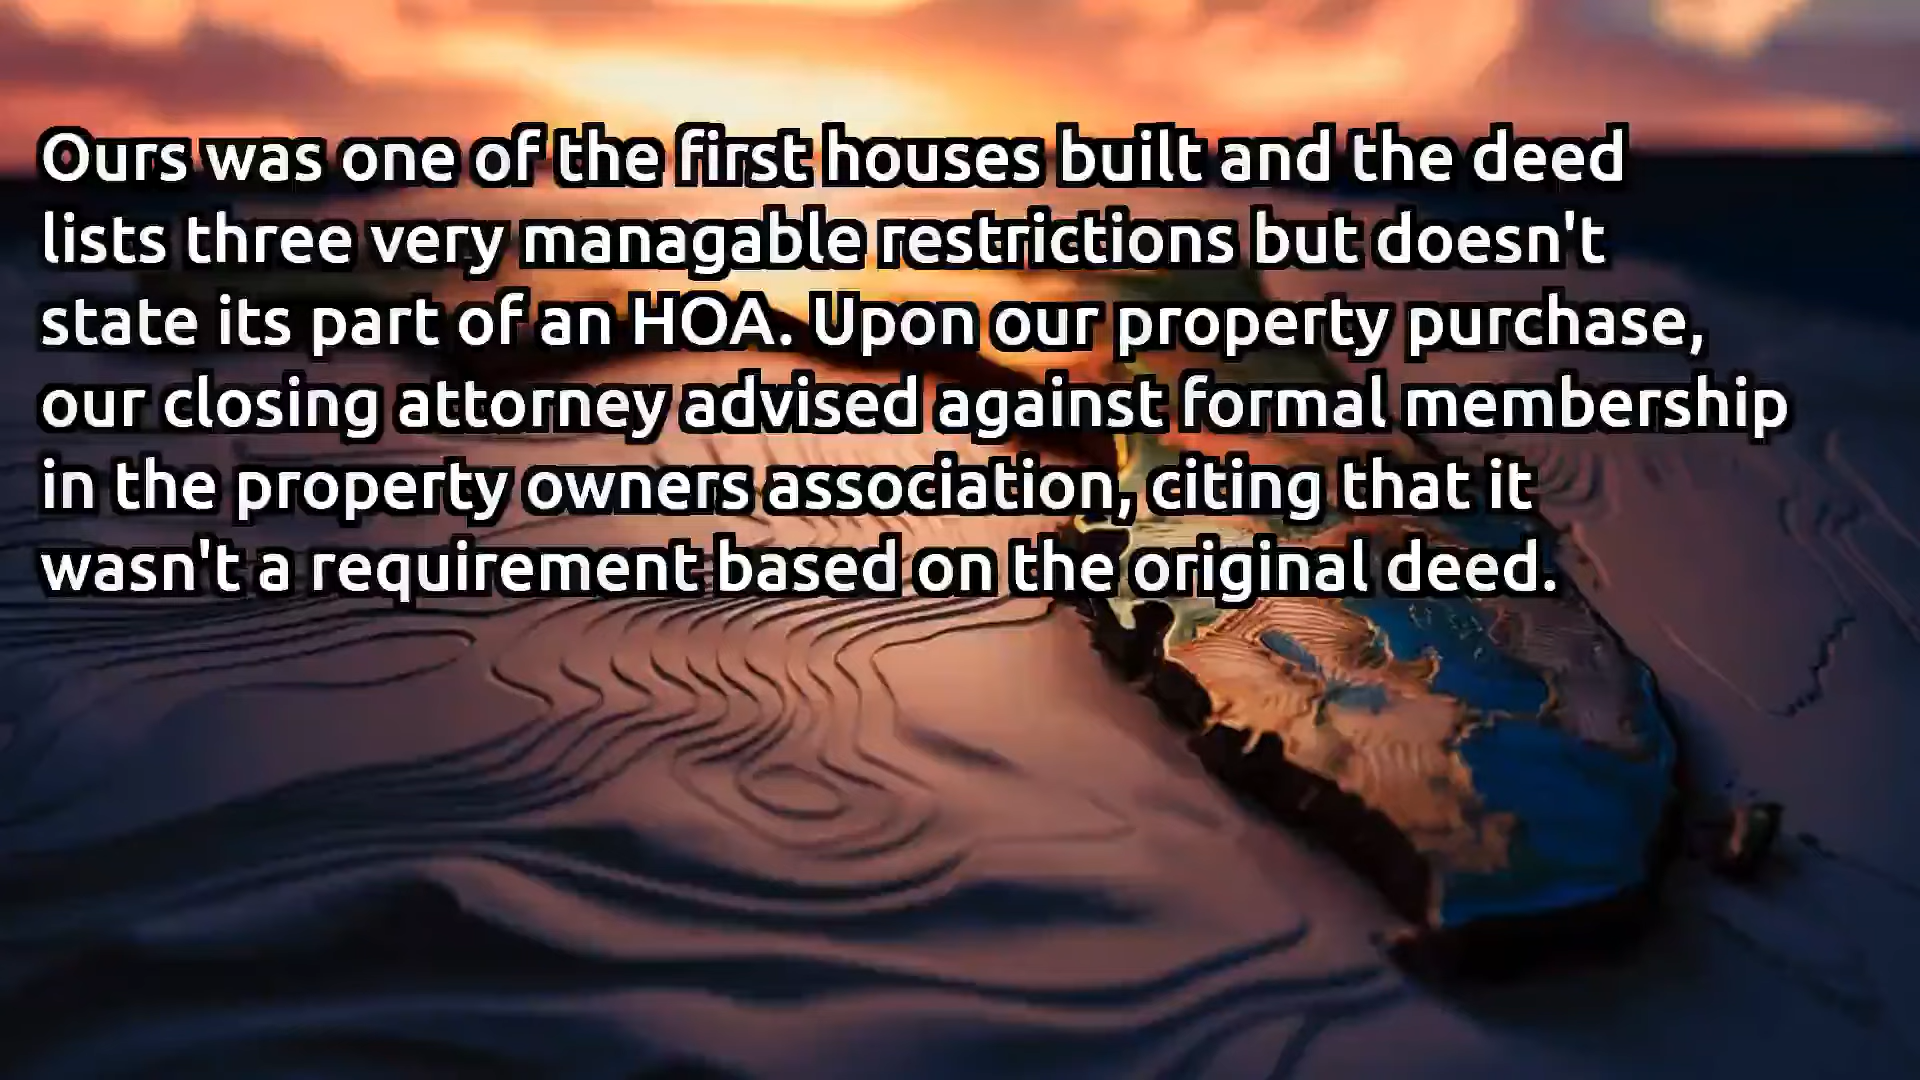 Ours was one of the first houses built and the deed
lists three very managable restrictions but doesn't
state its part of an HOA. Upon our property purchase,
our closing attorney advised against formal membership
in the property owners association, citing that it
wasn't a requirement based on the original deed.